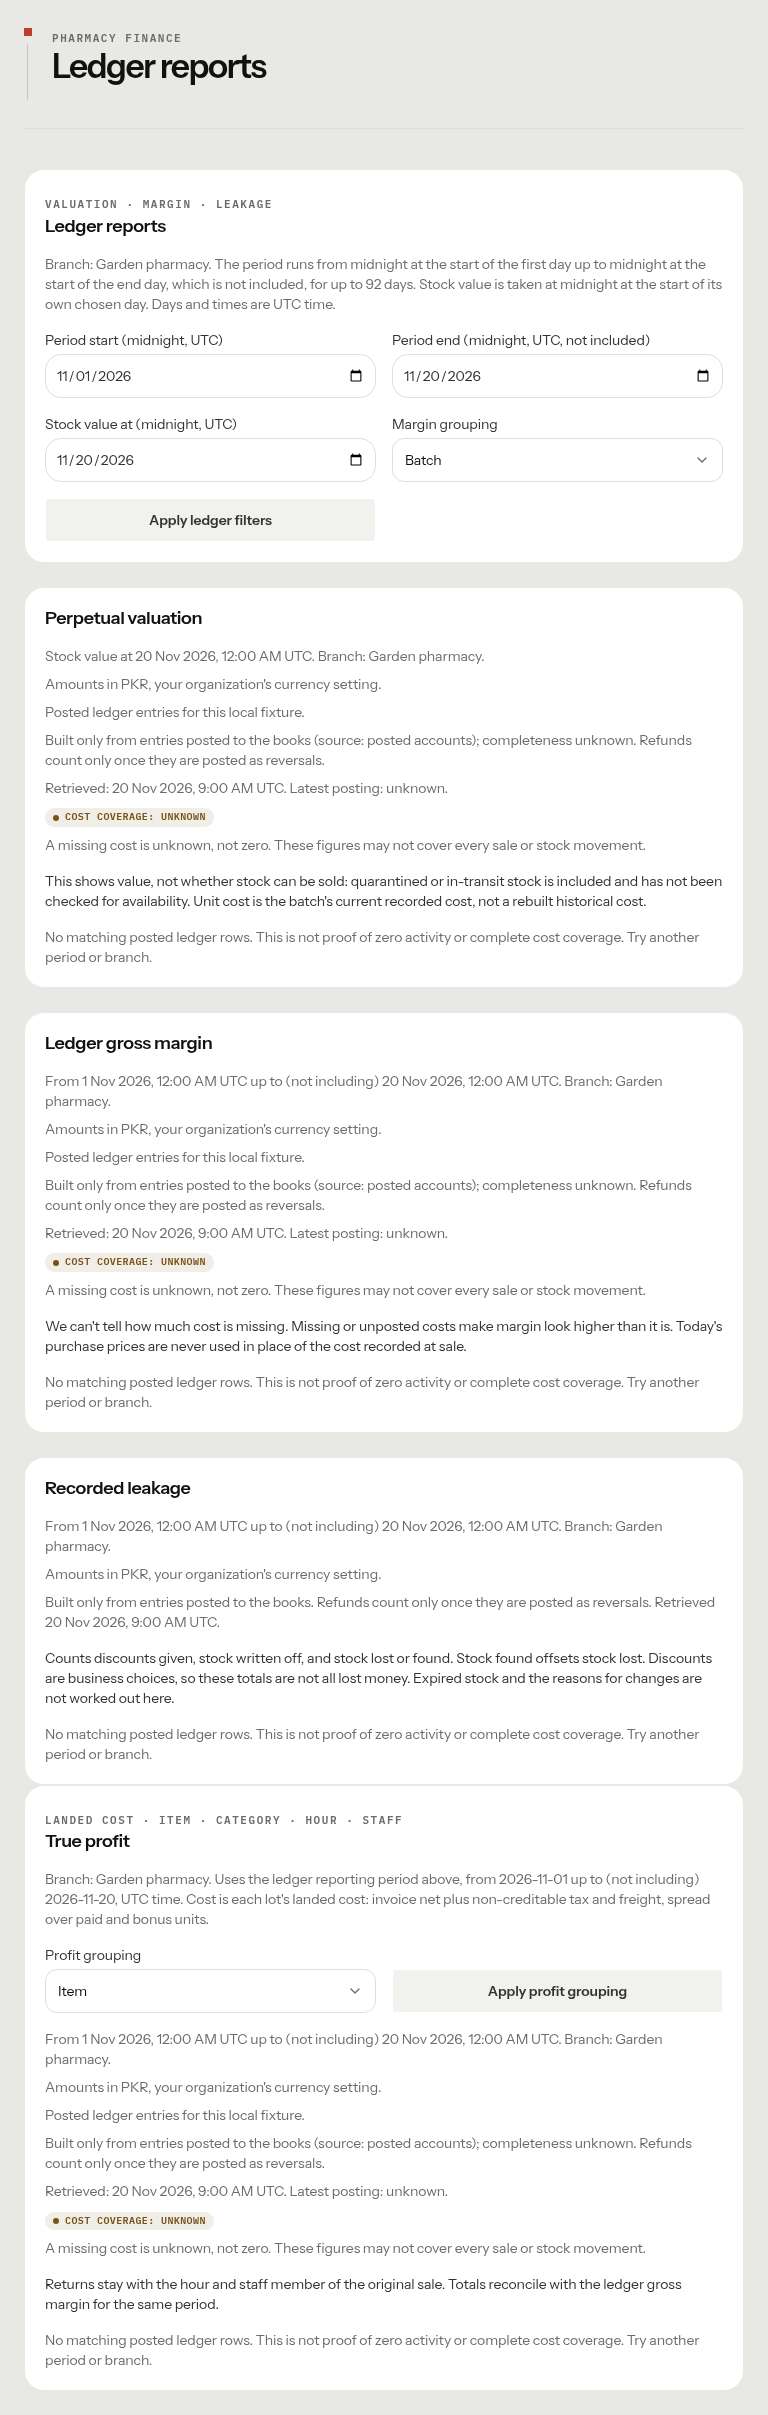 PHARMACY FINANCE
Ledger reports
VALUATION · MARGIN · LEAKAGE
Ledger reports
Branch: Garden pharmacy. The period runs from midnight at the start of the first day up to midnight at the
start of the end day, which is not included, for up to 92 days. Stock value is taken at midnight at the start of its
own chosen day. Days and times are UTC time.
Period start (midnight, UTC)
Period end (midnight, UTC, not included)
11/01/2026
11/20/2026
Stock value at (midnight, UTC)
Margin grouping
11/20/2026
Batch
Apply ledger filters
Perpetual valuation
Stock value at 20 Nov 2026, 12:00 AM UTC. Branch: Garden pharmacy.
Amounts in PKR, your organization's currency setting.
Posted ledger entries for this local fixture.
Built only from entries posted to the books (source: posted accounts); completeness unknown. Refunds
count only once they are posted as reversals.
Retrieved: 20 Nov 2026, 9:00 AM UTC. Latest posting: unknown.
COST COVERAGE: UNKNOWN
A missing cost is unknown, not zero. These figures may not cover every sale or stock movement.
This shows value, not whether stock can be sold: quarantined or in-transit stock is included and has not been
checked for availability. Unit cost is the batch's current recorded cost, not a rebuilt historical cost.
No matching posted ledger rows. This is not proof of zero activity or complete cost coverage. Try another
period or branch.
Ledger gross margin
From 1 Nov 2026, 12:00 AM UTC up to (not including) 20 Nov 2026, 12:00 AM UTC. Branch: Garden
pharmacy.
Amounts in PKR, your organization's currency setting.
Posted ledger entries for this local fixture.
Built only from entries posted to the books (source: posted accounts); completeness unknown. Refunds
count only once they are posted as reversals.
Retrieved: 20 Nov 2026, 9:00 AM UTC. Latest posting: unknown.
COST COVERAGE: UNKNOWN
A missing cost is unknown, not zero. These figures may not cover every sale or stock movement.
We can't tell how much cost is missing. Missing or unposted costs make margin look higher than it is. Today's
purchase prices are never used in place of the cost recorded at sale.
No matching posted ledger rows. This is not proof of zero activity or complete cost coverage. Try another
period or branch.
Recorded leakage
From 1 Nov 2026, 12:00 AM UTC up to (not including) 20 Nov 2026, 12:00 AM UTC. Branch: Garden
pharmacy.
Amounts in PKR, your organization's currency setting.
Built only from entries posted to the books. Refunds count only once they are posted as reversals. Retrieved
20 Nov 2026, 9:00 AM UTC.
Counts discounts given, stock written off, and stock lost or found. Stock found offsets stock lost. Discounts
are business choices, so these totals are not all lost money. Expired stock and the reasons for changes are
not worked out here.
No matching posted ledger rows. This is not proof of zero activity or complete cost coverage. Try another
period or branch.
LANDED COST · ITEM · CATEGORY · HOUR · STAFF
True profit
Branch: Garden pharmacy. Uses the ledger reporting period above, from 2026-11-01 up to (not including)
2026-11-20, UTC time. Cost is each lot's landed cost: invoice net plus non-creditable tax and freight, spread
over paid and bonus units.
Profit grouping
Item
Apply profit grouping
From 1 Nov 2026, 12:00 AM UTC up to (not including) 20 Nov 2026, 12:00 AM UTC. Branch: Garden
pharmacy.
Amounts in PKR, your organization's currency setting.
Posted ledger entries for this local fixture.
Built only from entries posted to the books (source: posted accounts); completeness unknown. Refunds
count only once they are posted as reversals.
Retrieved: 20 Nov 2026, 9:00 AM UTC. Latest posting: unknown.
COST COVERAGE: UNKNOWN
A missing cost is unknown, not zero. These figures may not cover every sale or stock movement.
Returns stay with the hour and staff member of the original sale. Totals reconcile with the ledger gross
margin for the same period.
No matching posted ledger rows. This is not proof of zero activity or complete cost coverage. Try another
period or branch.